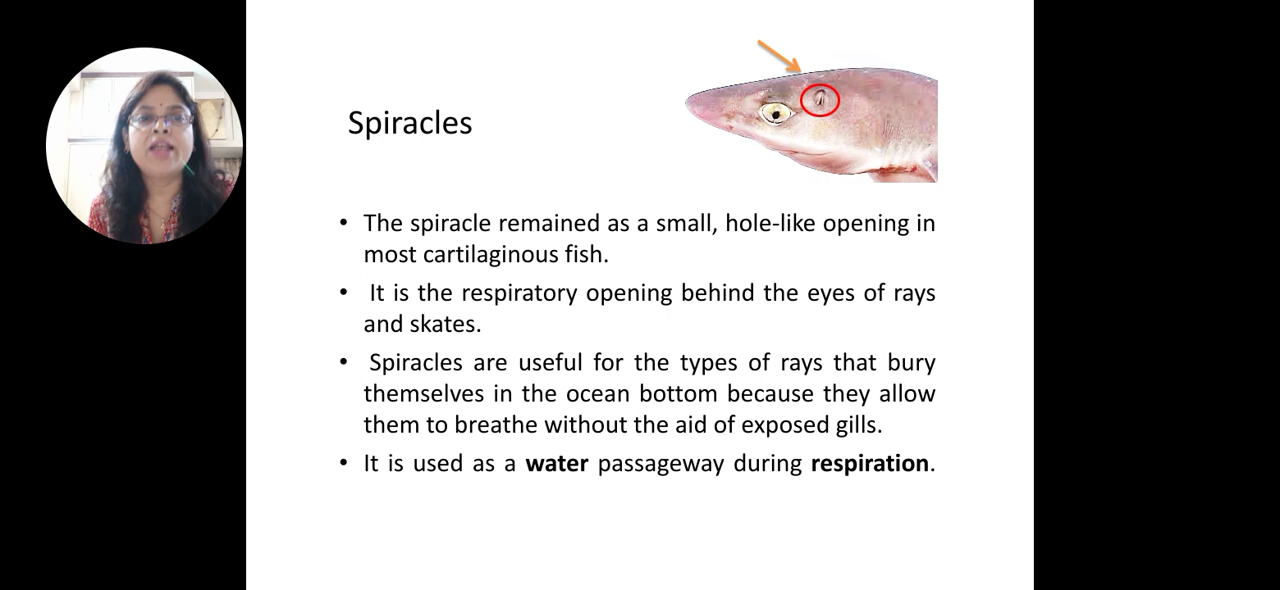 Spiracles
• The spiracle remained as a small, hole-like opening in
most cartilaginous fish.
• It is the respiratory opening behind the eyes of rays
and skates.
• Spiracles are useful for the types of rays that bury
themselves in the ocean bottom because they allow
them to breathe without the aid of exposed gills.
• It is used as a water passageway during respiration.